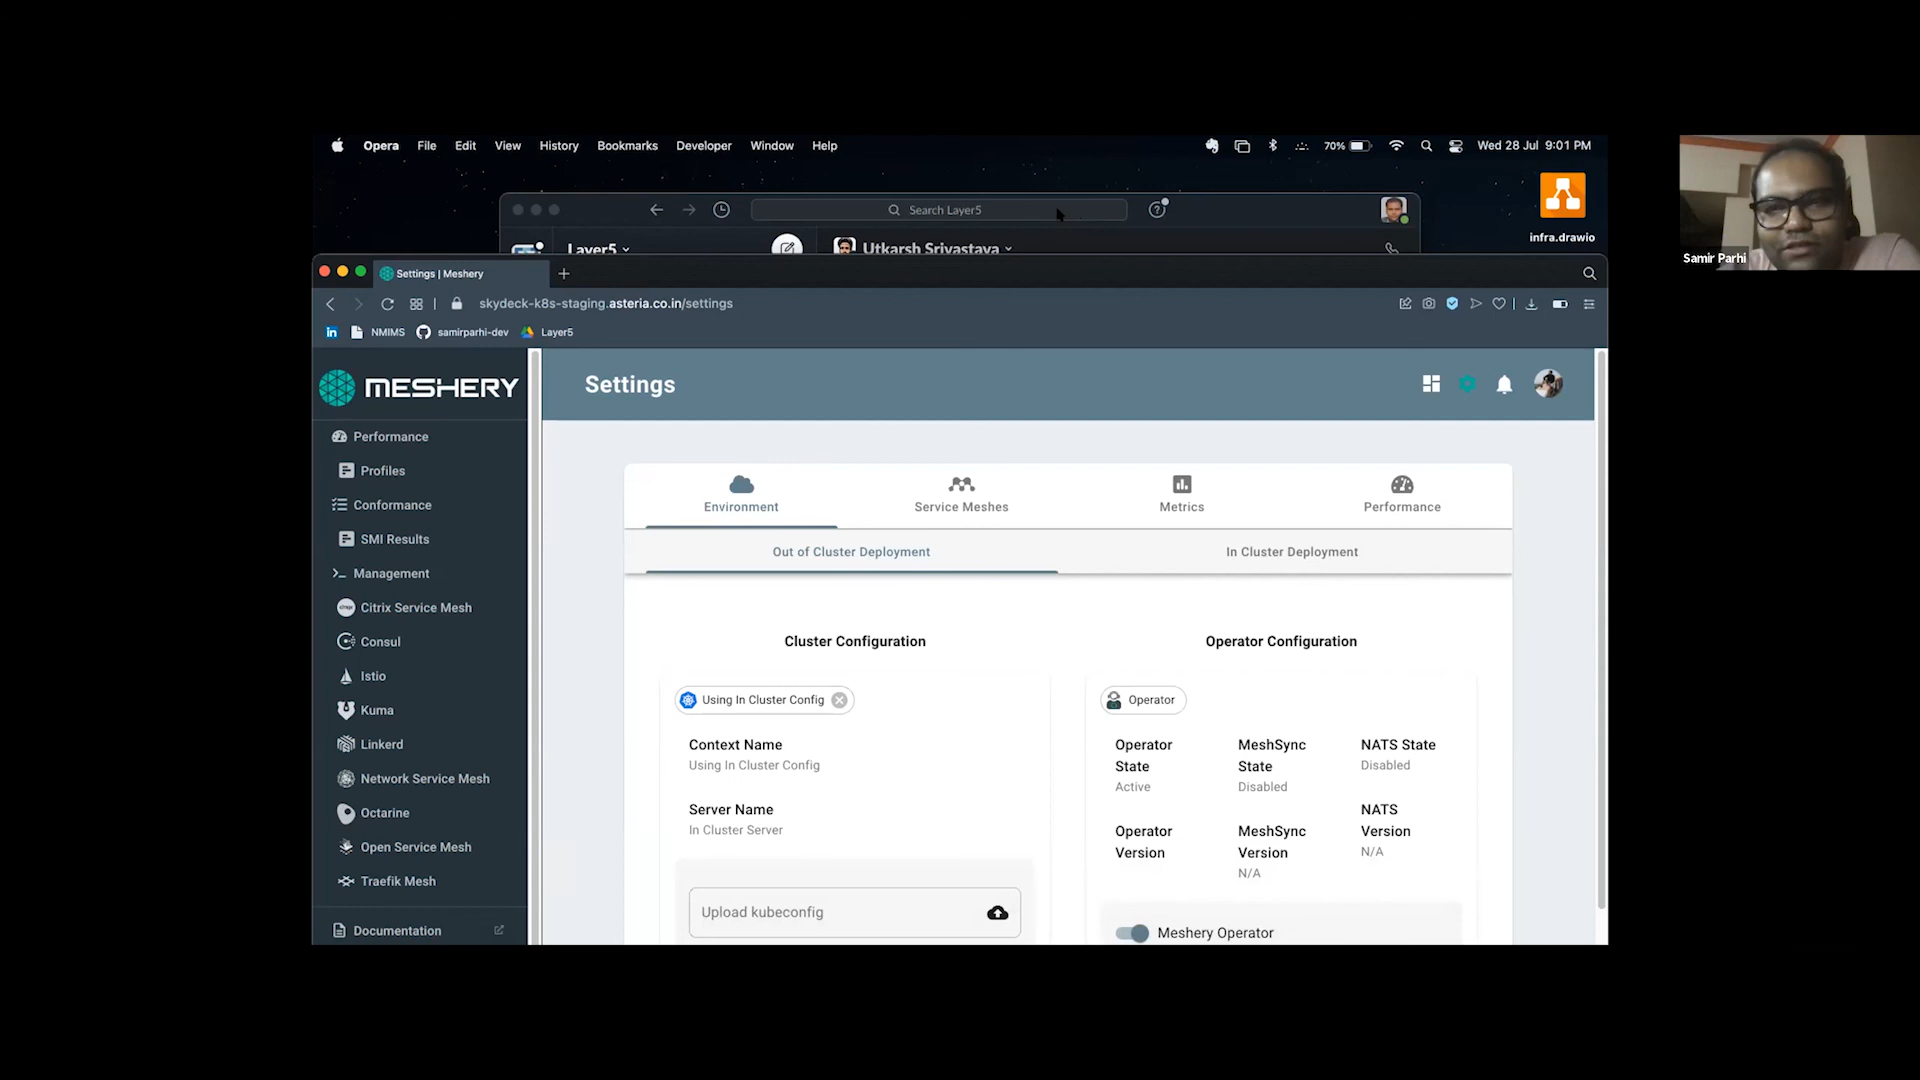 Opera File Edit View History Bookmarks Developer Window Help
70% Wed 28 Jul 9:01 PM
Search Layer5
infra.drawio
Layer5
Utkarsh Srivastava
Samir Parhi
Settings | Meshery
skydeck-k8s-staging.asteria.co.in/settings
in NMIMS samirparhi-dev Layer5
MESHERY
Settings
Performance
Profiles
Conformance
SMI Results
Management
Citrix Service Mesh
Consul
Istio
Kuma
Linkerd
Network Service Mesh
Octarine
Open Service Mesh
Traefik Mesh
Documentation
Environment
Service Meshes
Metrics
Performance
Out of Cluster Deployment
In Cluster Deployment
Cluster Configuration
Using In Cluster Config
Context Name
Using In Cluster Config
Server Name
In Cluster Server
Upload kubeconfig
Operator Configuration
Operator
Operator
State
Active
MeshSync
State
Disabled
NATS State
Disabled
Operator
Version
MeshSync
Version
N/A
NATS
Version
N/A
Meshery Operator